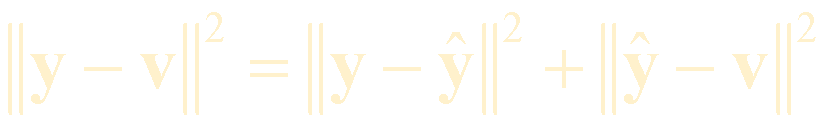 ‖y − v‖² = ‖y − ŷ‖² + ‖ŷ − v‖²